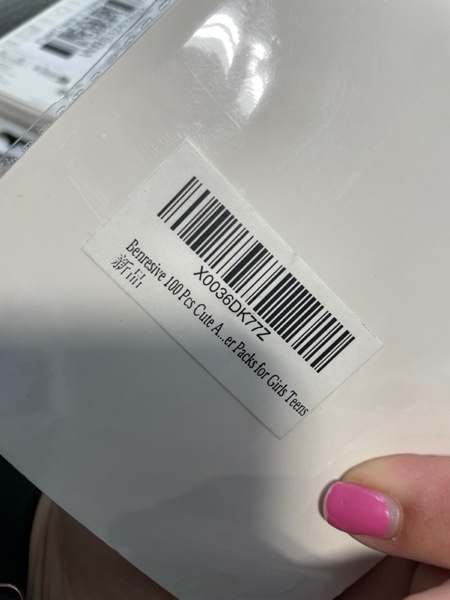 X0036DK77Z
Benresive 100 Pcs Cute A...er Packs for Girls Teens
新品